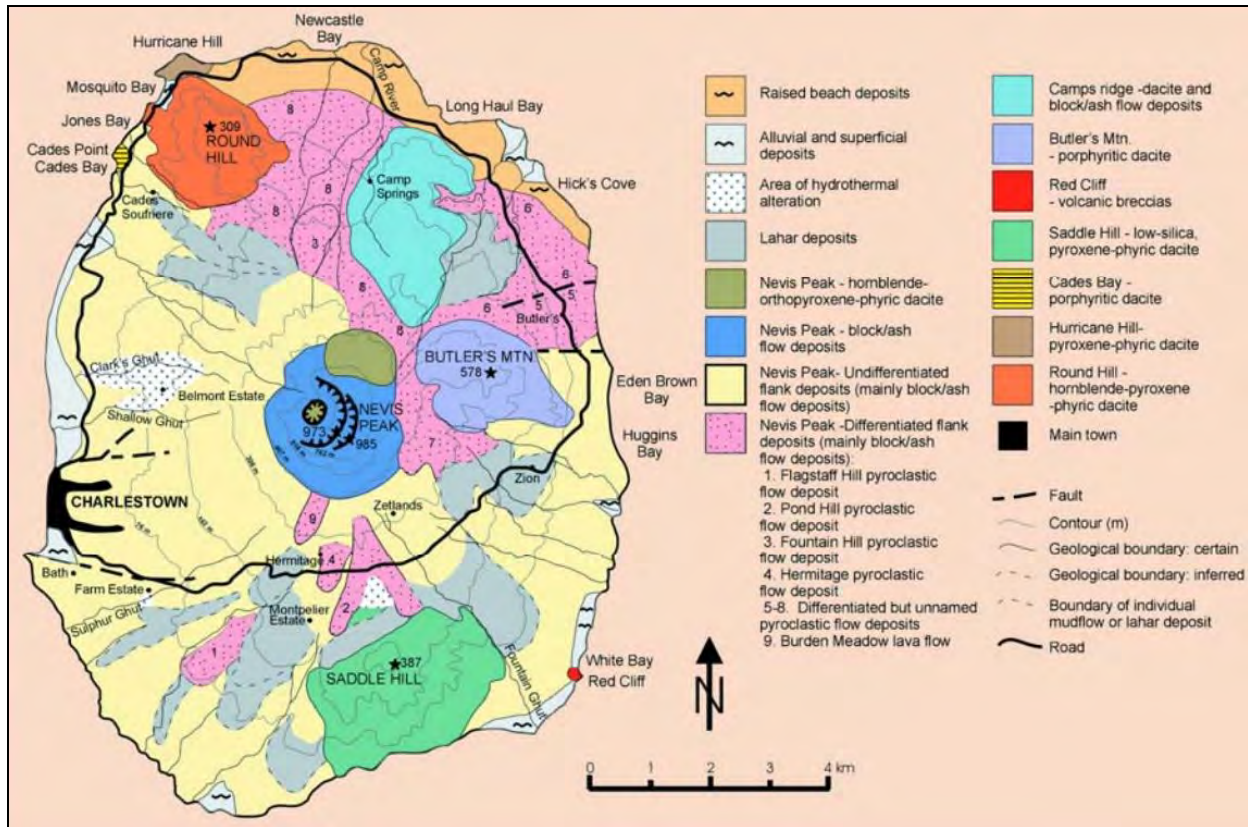 Newcastle
Bay
Hurricane Hill
Camp River
Mosquito Bay
Long Haul Bay
Jones Bay
309
ROUND
HILL
8
8
Cades Point
Cades Bay
Camp
Springs
Hick's Cove
Cades
Soufriere
8
8
3
6
6
8
6
5
5
6
8
Butler's
BUTLER'S MTN.
578
Clark's Ghut
Belmont Estate
Shallow Ghut
Eden Brown
Bay
NEVIS
PEAK
973
985
7
Huggins
Bay
Zion
CHARLESTOWN
9
Zetlands
Hermitage
4
Bath
Farm Estate
2
Sulphur Ghut
Montpelier
Estate
1
387
SADDLE HILL
Fountain Ghut
White Bay
Red Cliff
Raised beach deposits
Alluvial and superficial
deposits
Area of hydrothermal
alteration
Lahar deposits
Nevis Peak - hornblende-
orthopyroxene-phyric dacite
Nevis Peak - block/ash
flow deposits
Nevis Peak- Undifferentiated
flank deposits (mainly block/ash
flow deposits)
Nevis Peak -Differentiated flank
deposits (mainly block/ash
flow deposits):
1. Flagstaff Hill pyroclastic
flow deposit
2. Pond Hill pyroclastic
flow deposit
3. Fountain Hill pyroclastic
flow deposit
4. Hermitage pyroclastic
flow deposit
5-8. Differentiated but unnamed
pyroclastic flow deposits
9. Burden Meadow lava flow
Camps ridge -dacite and
block/ash flow deposits
Butler's Mtn.
- porphyritic dacite
Red Cliff
- volcanic breccias
Saddle Hill - low-silica,
pyroxene-phyric dacite
Cades Bay -
porphyritic dacite
Hurricane Hill-
pyroxene-phyric dacite
Round Hill -
hornblende-pyroxene
-phyric dacite
Main town
Fault
Contour (m)
Geological boundary: certain
Geological boundary: inferred
Boundary of individual
mudflow or lahar deposit
Road
N
0 1 2 3 4 km